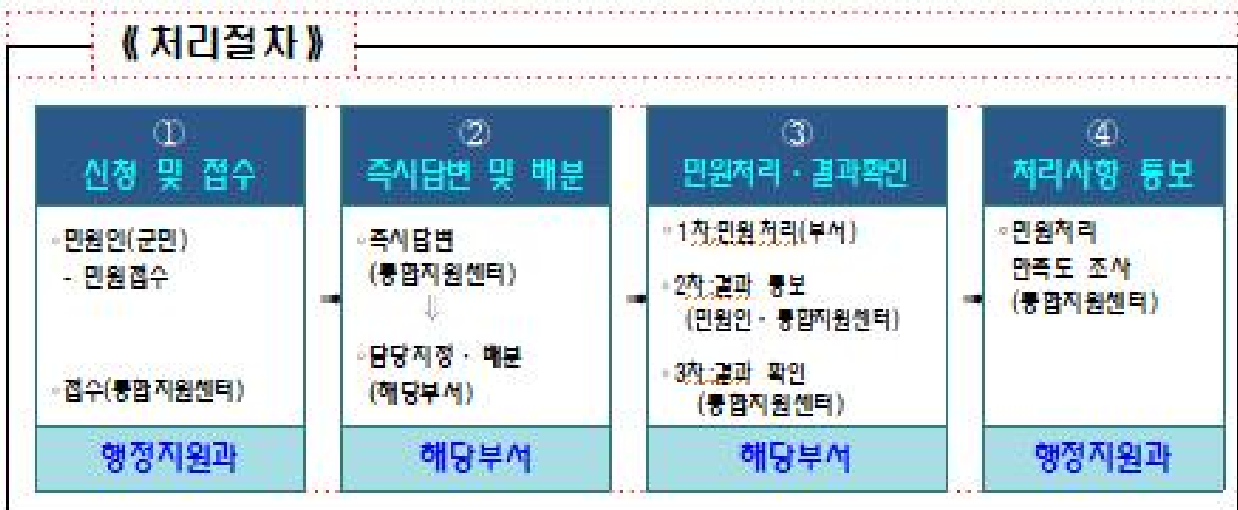 《처리절차》
①
신청 및 접수
◦민원인(군민)
- 민원접수
◦접수(통합지원센터)
행정지원과
②
즉시답변 및 배분
◦즉시답변
(통합지원센터)
⇓
◦담당지정·배분
(해당부서)
해당부서
③
민원처리·결과확인
◦1차:민원처리(부서)
◦2차:결과 통보
(민원인·통합지원센터)
◦3차:결과 확인
(통합지원센터)
해당부서
④
처리사항 통보
◦민원처리
만족도 조사
(통합지원센터)
행정지원과